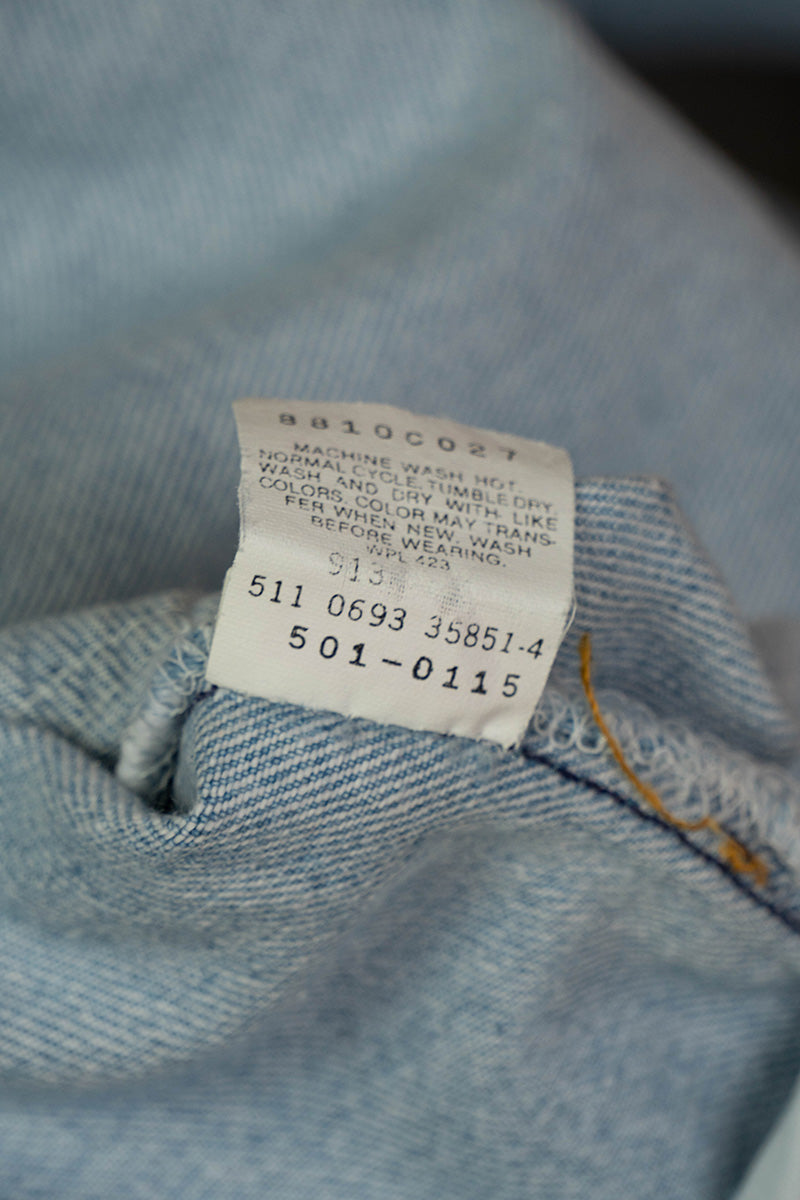 8810C027
MACHINE WASH HOT.
NORMAL CYCLE. TUMBLE DRY.
WASH AND DRY WITH LIKE
COLORS. COLOR MAY TRANS-
FER WHEN NEW. WASH
BEFORE WEARING.
WPL 423
913
511 0693 35851-4
501-0115